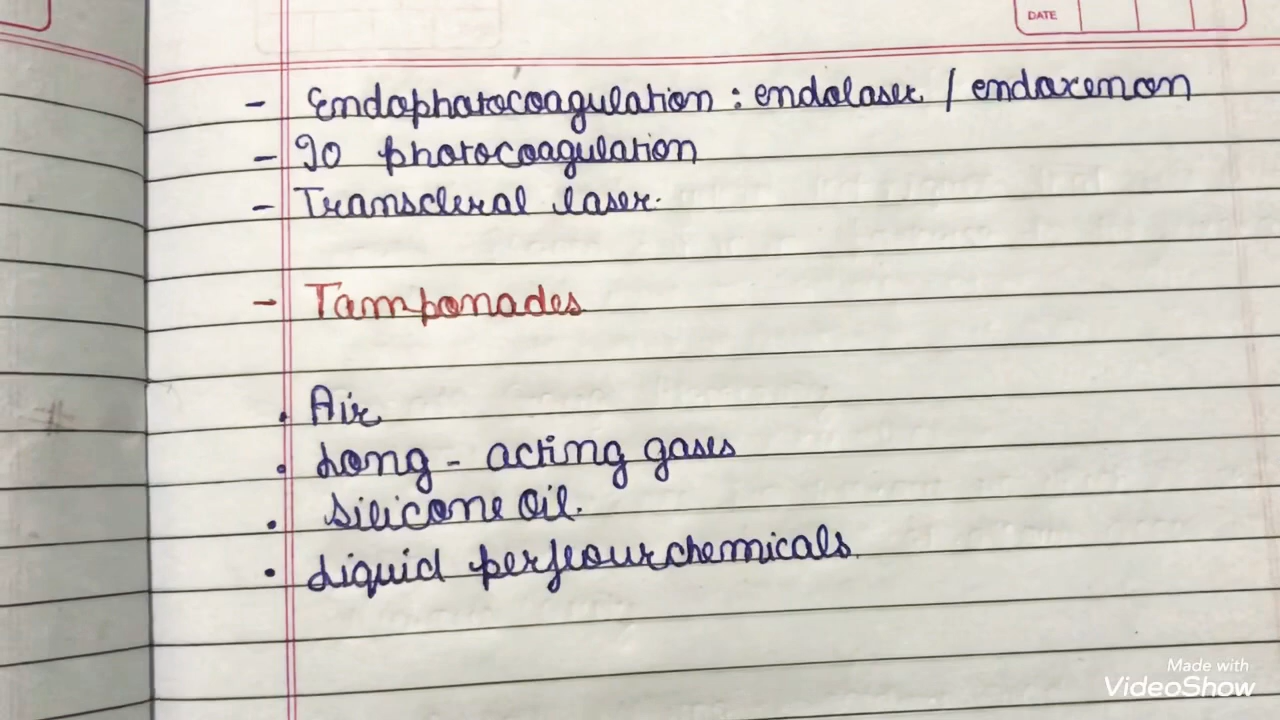 DATE
- Endophotocoagulation : endolaser / endoxenon
- IO photocoagulation
- Transcleral laser.
- Tamponades
. Air
. Long - acting gases
. Silicone oil.
. Liquid perflourchemicals.
Made with
VideoShow